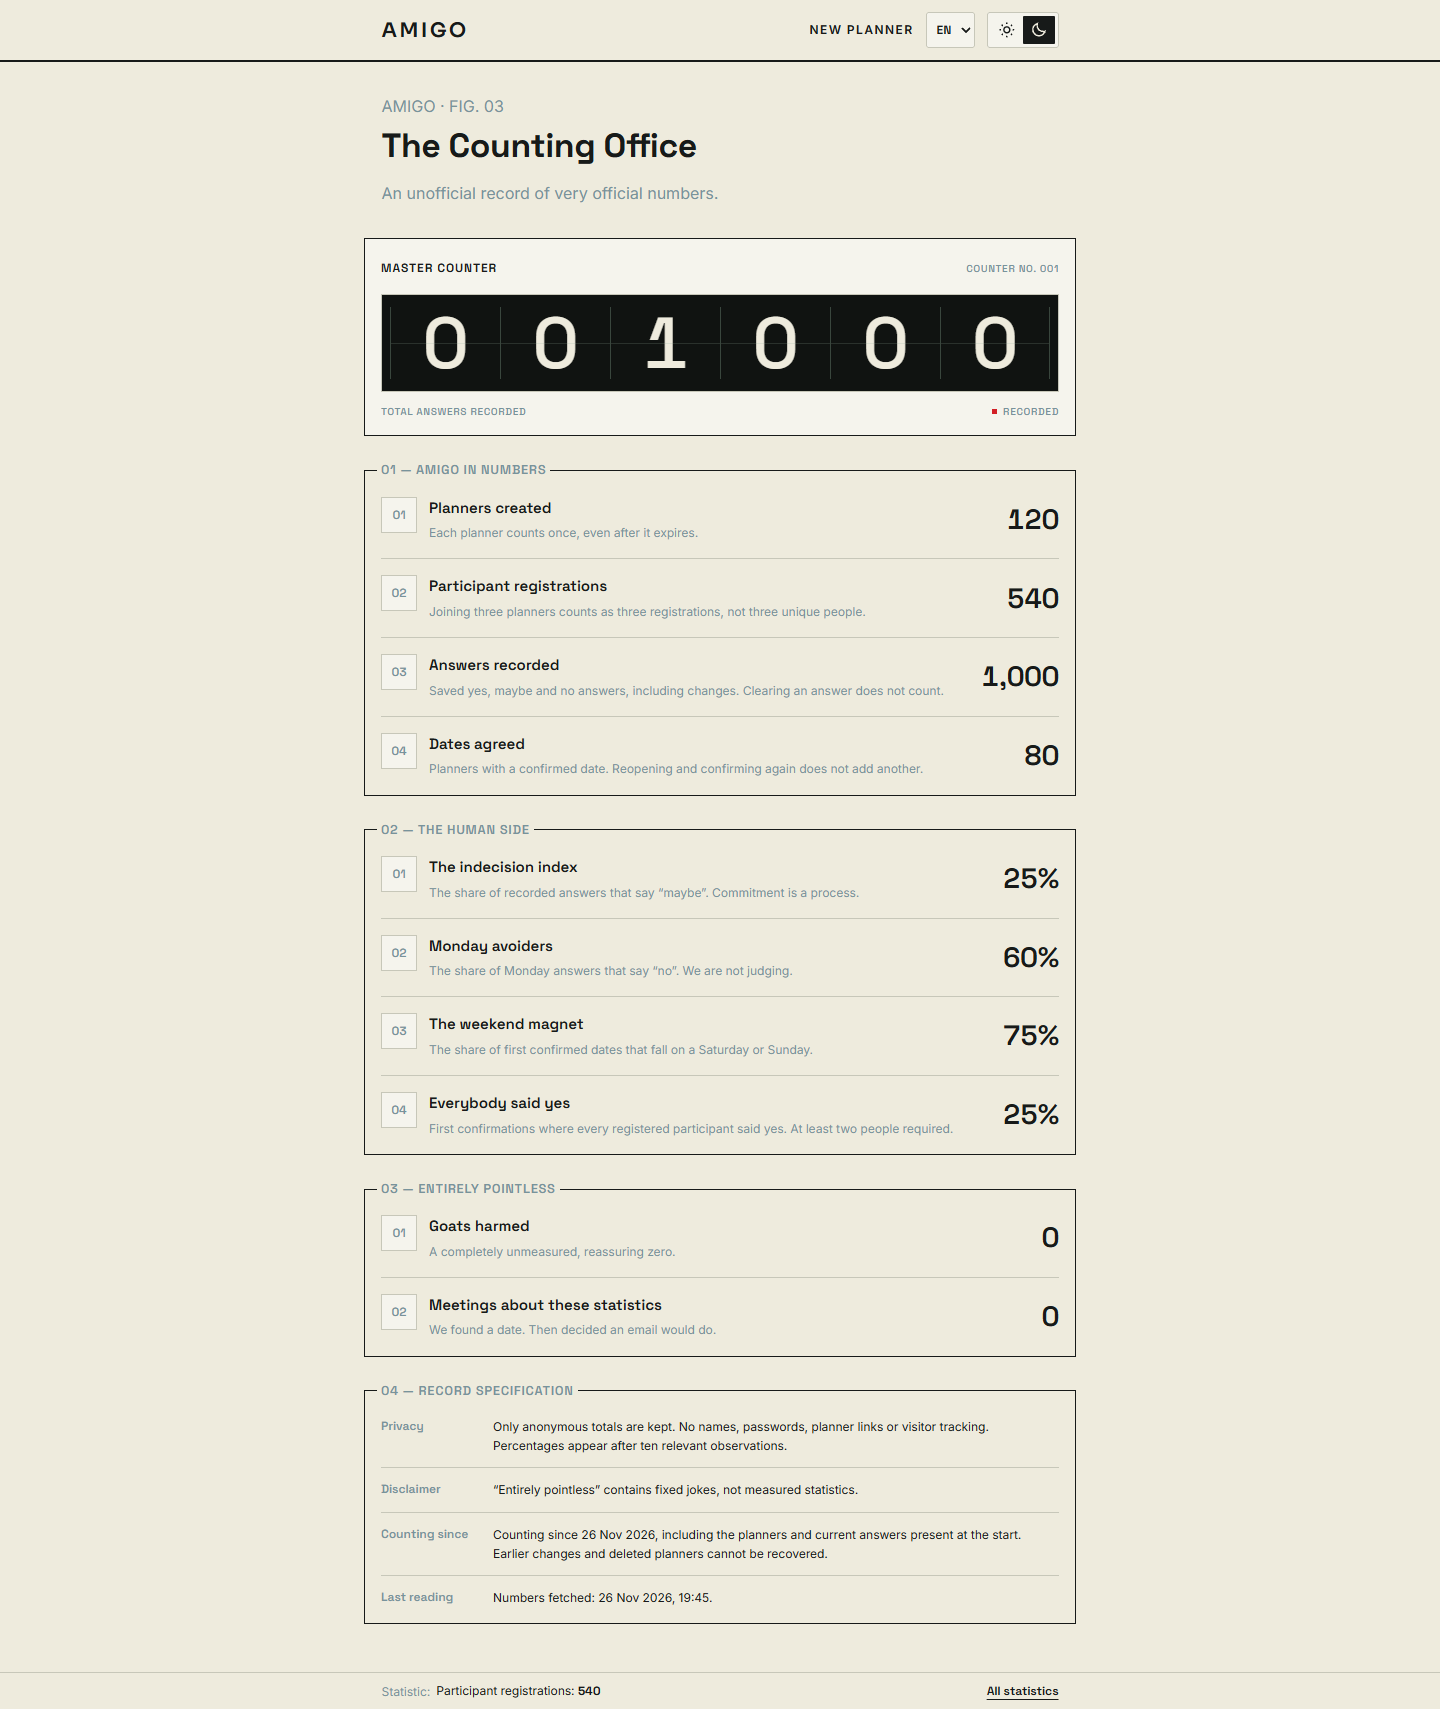 AMIGO
NEW PLANNER
EN
AMIGO · FIG. 03
The Counting Office
An unofficial record of very official numbers.
MASTER COUNTER
COUNTER NO. 001
0 0 1 0 0 0
TOTAL ANSWERS RECORDED
RECORDED
01 — AMIGO IN NUMBERS
01
Planners created
Each planner counts once, even after it expires.
120
02
Participant registrations
Joining three planners counts as three registrations, not three unique people.
540
03
Answers recorded
Saved yes, maybe and no answers, including changes. Clearing an answer does not count.
1,000
04
Dates agreed
Planners with a confirmed date. Reopening and confirming again does not add another.
80
02 — THE HUMAN SIDE
01
The indecision index
The share of recorded answers that say “maybe”. Commitment is a process.
25%
02
Monday avoiders
The share of Monday answers that say “no”. We are not judging.
60%
03
The weekend magnet
The share of first confirmed dates that fall on a Saturday or Sunday.
75%
04
Everybody said yes
First confirmations where every registered participant said yes. At least two people required.
25%
03 — ENTIRELY POINTLESS
01
Goats harmed
A completely unmeasured, reassuring zero.
0
02
Meetings about these statistics
We found a date. Then decided an email would do.
0
04 — RECORD SPECIFICATION
Privacy
Only anonymous totals are kept. No names, passwords, planner links or visitor tracking.
Percentages appear after ten relevant observations.
Disclaimer
“Entirely pointless” contains fixed jokes, not measured statistics.
Counting since
Counting since 26 Nov 2026, including the planners and current answers present at the start.
Earlier changes and deleted planners cannot be recovered.
Last reading
Numbers fetched: 26 Nov 2026, 19:45.
Statistic: Participant registrations: 540
All statistics